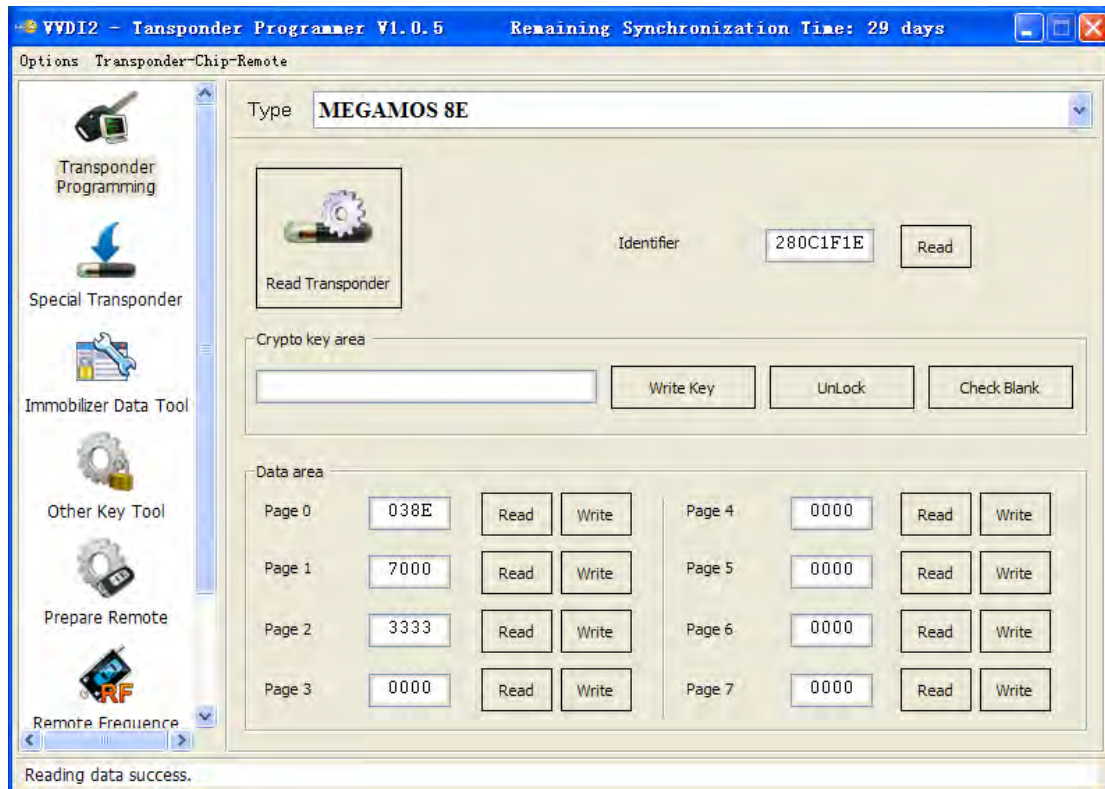 VVDI2 - Tansponder Programmer V1.0.5 Remaining Synchronization Time: 29 days
Options Transponder-Chip-Remote
Transponder
Programming
Special Transponder
Immobilizer Data Tool
Other Key Tool
Prepare Remote
RF
Remote Frequence
Type MEGAMOS 8E
Read Transponder
Identifier 280C1F1E Read
Crypto key area
Write Key UnLock Check Blank
Data area
Page 0 038E Read Write Page 4 0000 Read Write
Page 1 7000 Read Write Page 5 0000 Read Write
Page 2 3333 Read Write Page 6 0000 Read Write
Page 3 0000 Read Write Page 7 0000 Read Write
Reading data success.